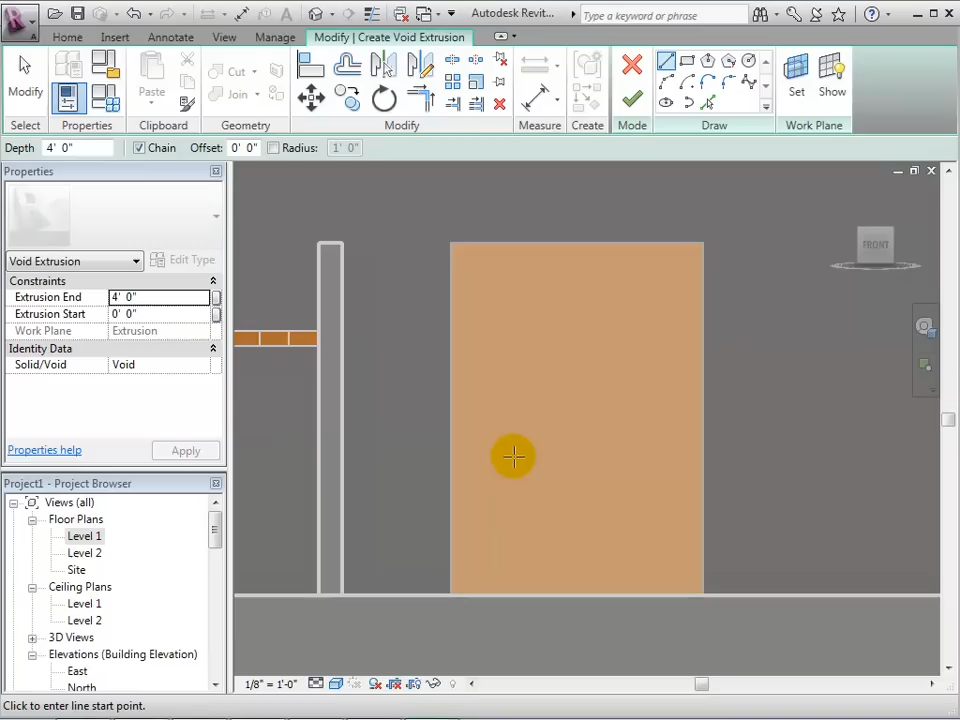 Autodesk Revit...
Type a keyword or phrase
Home Insert Annotate View Manage Modify | Create Void Extrusion
Modify Paste Cut Join Set Show
Select Properties Clipboard Geometry Modify Measure Create Mode Draw Work Plane
Depth 4' 0" Chain Offset: 0' 0" Radius: 1' 0"
Properties
Void Extrusion Edit Type
Constraints
Extrusion End 4' 0"
Extrusion Start 0' 0"
Work Plane Extrusion
Identity Data
Solid/Void Void
Properties help Apply
FRONT
Project1 - Project Browser
Views (all)
Floor Plans
Level 1
Level 2
Site
Ceiling Plans
Level 1
Level 2
3D Views
Elevations (Building Elevation)
East
North
1/8" = 1'-0"
Click to enter line start point.